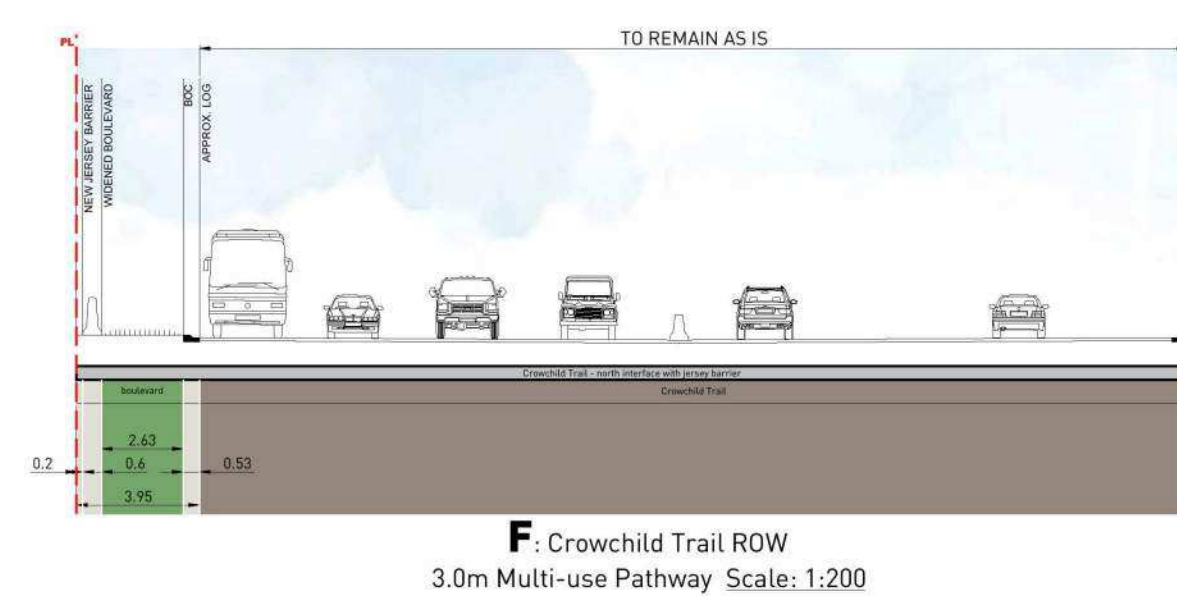 TO REMAIN AS IS
PL
NEW JERSEY BARRIER
WIDENED BOULEVARD
BOC
APPROX. LOG
Crowchild Trail - north interface with jersey barrier
boulevard
Crowchild Trail
2.63
0.2
0.6
0.53
3.95
F: Crowchild Trail ROW
3.0m Multi-use Pathway Scale: 1:200